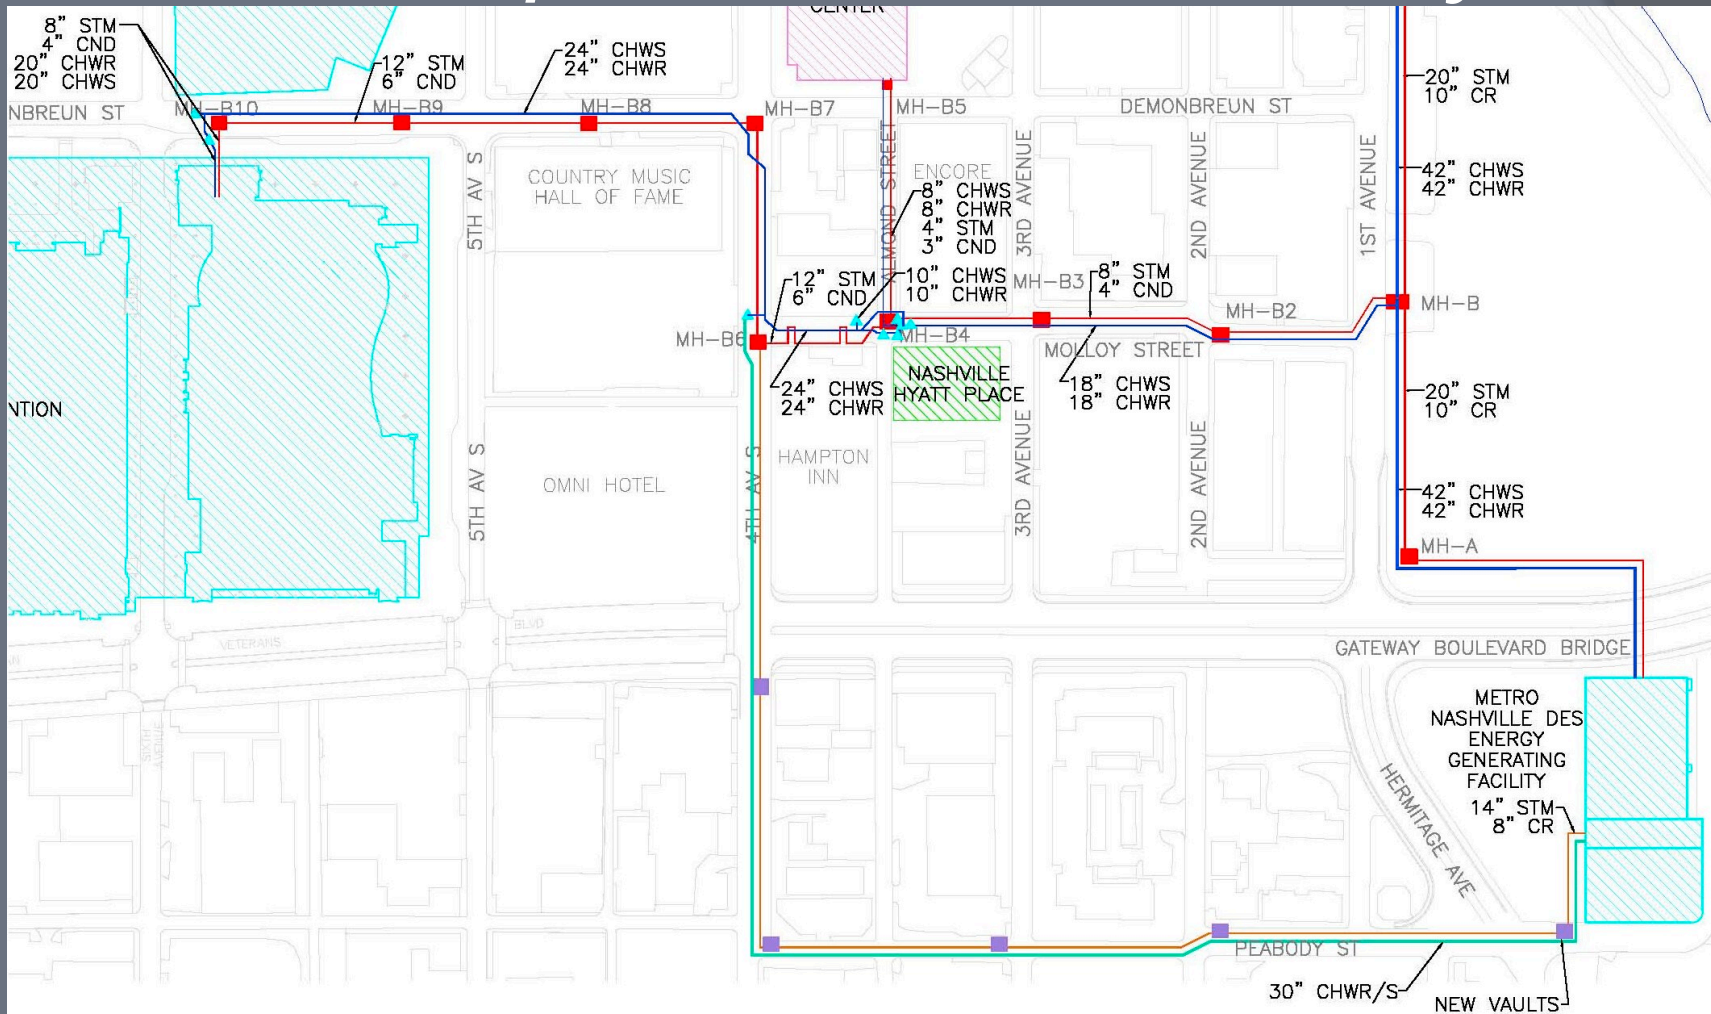 CENTER
8" STM
4" CND
20" CHWR
20" CHWS
12" STM
6" CND
24" CHWS
24" CHWR
20" STM
10" CR
NBREUN ST
MH-B10
MH-B9
MH-B8
MH-B7
MH-B5
DEMONBREUN ST
5TH AV S
COUNTRY MUSIC
HALL OF FAME
ALMOND STREET
ENCORE
8" CHWS
8" CHWR
4" STM
3" CND
3RD AVENUE
2ND AVENUE
1ST AVENUE
42" CHWS
42" CHWR
12" STM
6" CND
10" CHWS
10" CHWR
MH-B3
8" STM
4" CND
MH-B2
MH-B
MH-B6
MH-B4
MOLLOY STREET
NASHVILLE
HYATT PLACE
24" CHWS
24" CHWR
18" CHWS
18" CHWR
20" STM
10" CR
NTION
5TH AV S
OMNI HOTEL
4TH AV S
HAMPTON
INN
3RD AVENUE
2ND AVENUE
42" CHWS
42" CHWR
MH-A
VETERANS
BLVD
GATEWAY BOULEVARD BRIDGE
SIXTH
AVENUE
METRO
NASHVILLE DES
ENERGY
GENERATING
FACILITY
14" STM
8" CR
HERMITAGE AVE
PEABODY ST
30" CHWR/S
NEW VAULTS